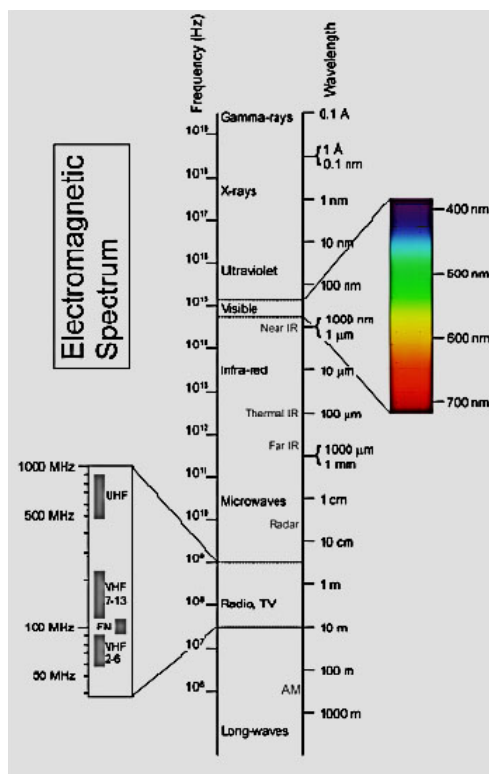 Electromagnetic
Spectrum
Frequency (Hz)
Wavelength
Gamma-rays
X-rays
Ultraviolet
Visible
Near IR
Infra-red
Thermal IR
Far IR
Microwaves
Radar
Radio, TV
AM
Long-waves
10¹⁹
10¹⁸
10¹⁷
10¹⁶
10¹⁵
10¹⁴
10¹³
10¹²
10¹¹
10¹⁰
10⁹
10⁸
10⁷
10⁶
0.1 Å
1 Å
0.1 nm
1 nm
10 nm
100 nm
1000 nm
1 µm
10 µm
100 µm
1000 µm
1 mm
1 cm
10 cm
1 m
10 m
100 m
1000 m
400 nm
500 nm
600 nm
700 nm
1000 MHz
500 MHz
100 MHz
50 MHz
UHF
VHF
7-13
FM
VHF
2-6